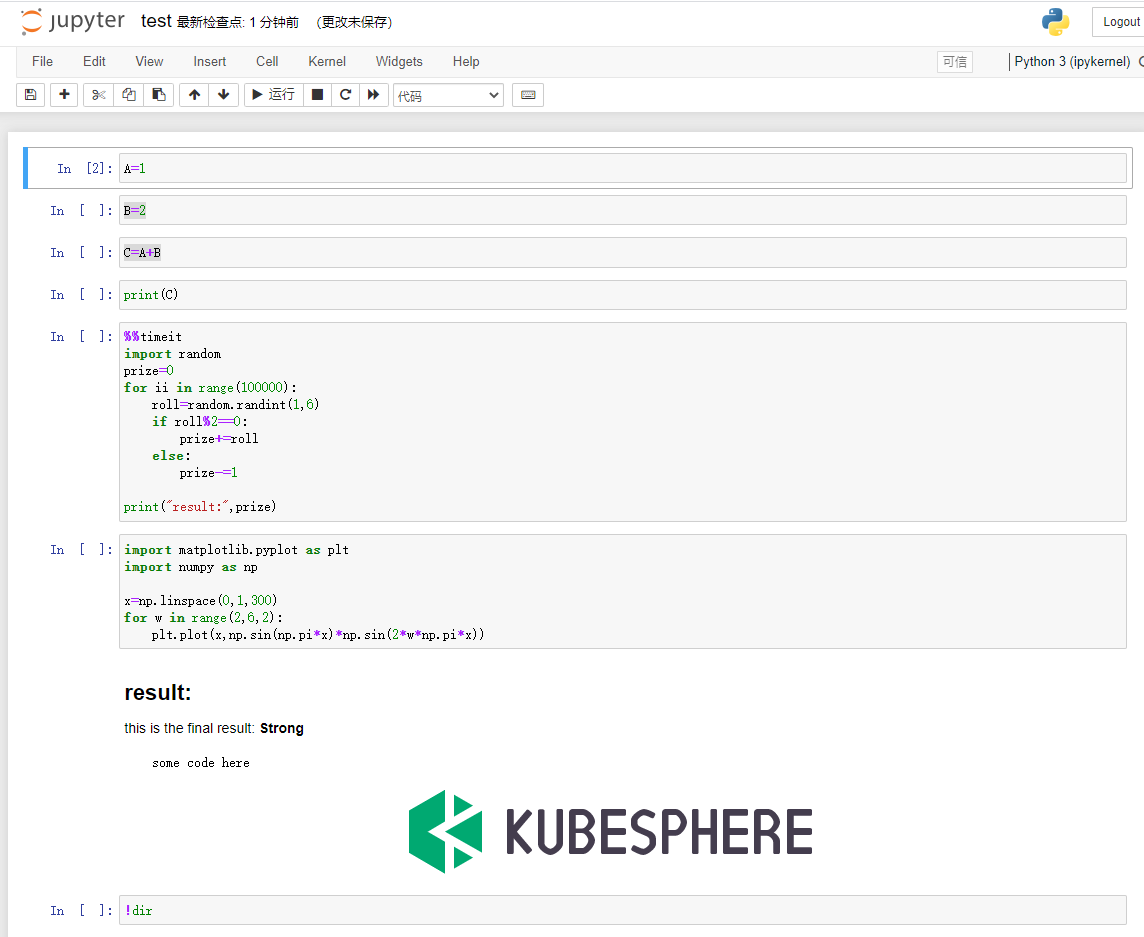 jupyter test 最新检查点: 1 分钟前 (更改未保存) Logout
File Edit View Insert Cell Kernel Widgets Help 可信 Python 3 (ipykernel)
运行 代码
In [2]: A=1
In [ ]: B=2
In [ ]: C=A+B
In [ ]: print(C)
In [ ]: %%timeit
import random
prize=0
for ii in range(100000):
    roll=random.randint(1,6)
    if roll%2==0:
        prize+=roll
    else:
        prize-=1
print("result:",prize)
In [ ]: import matplotlib.pyplot as plt
import numpy as np
x=np.linspace(0,1,300)
for w in range(2,6,2):
    plt.plot(x,np.sin(np.pi*x)*np.sin(2*w*np.pi*x))
result:
this is the final result: Strong
some code here
KUBESPHERE
In [ ]: !dir